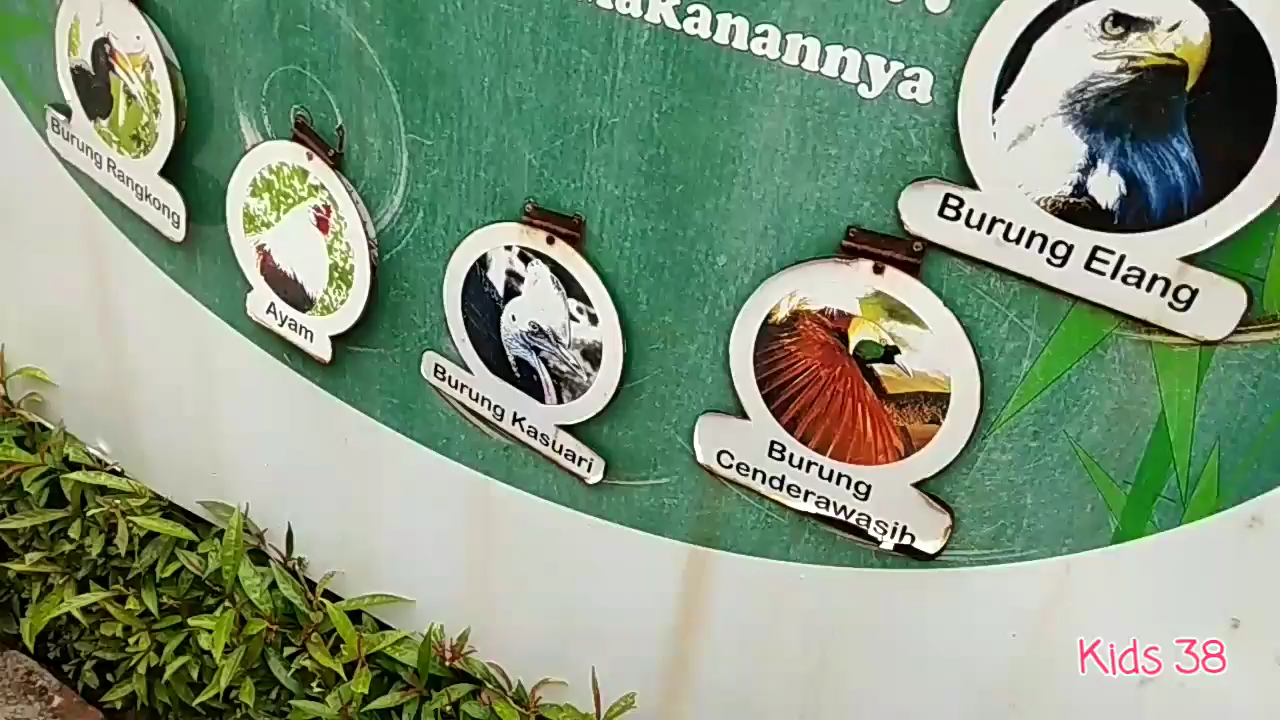 makanannya
Burung Rangkong
Ayam
Burung Kasuari
Burung
Cenderawasih
Burung Elang
Kids 38